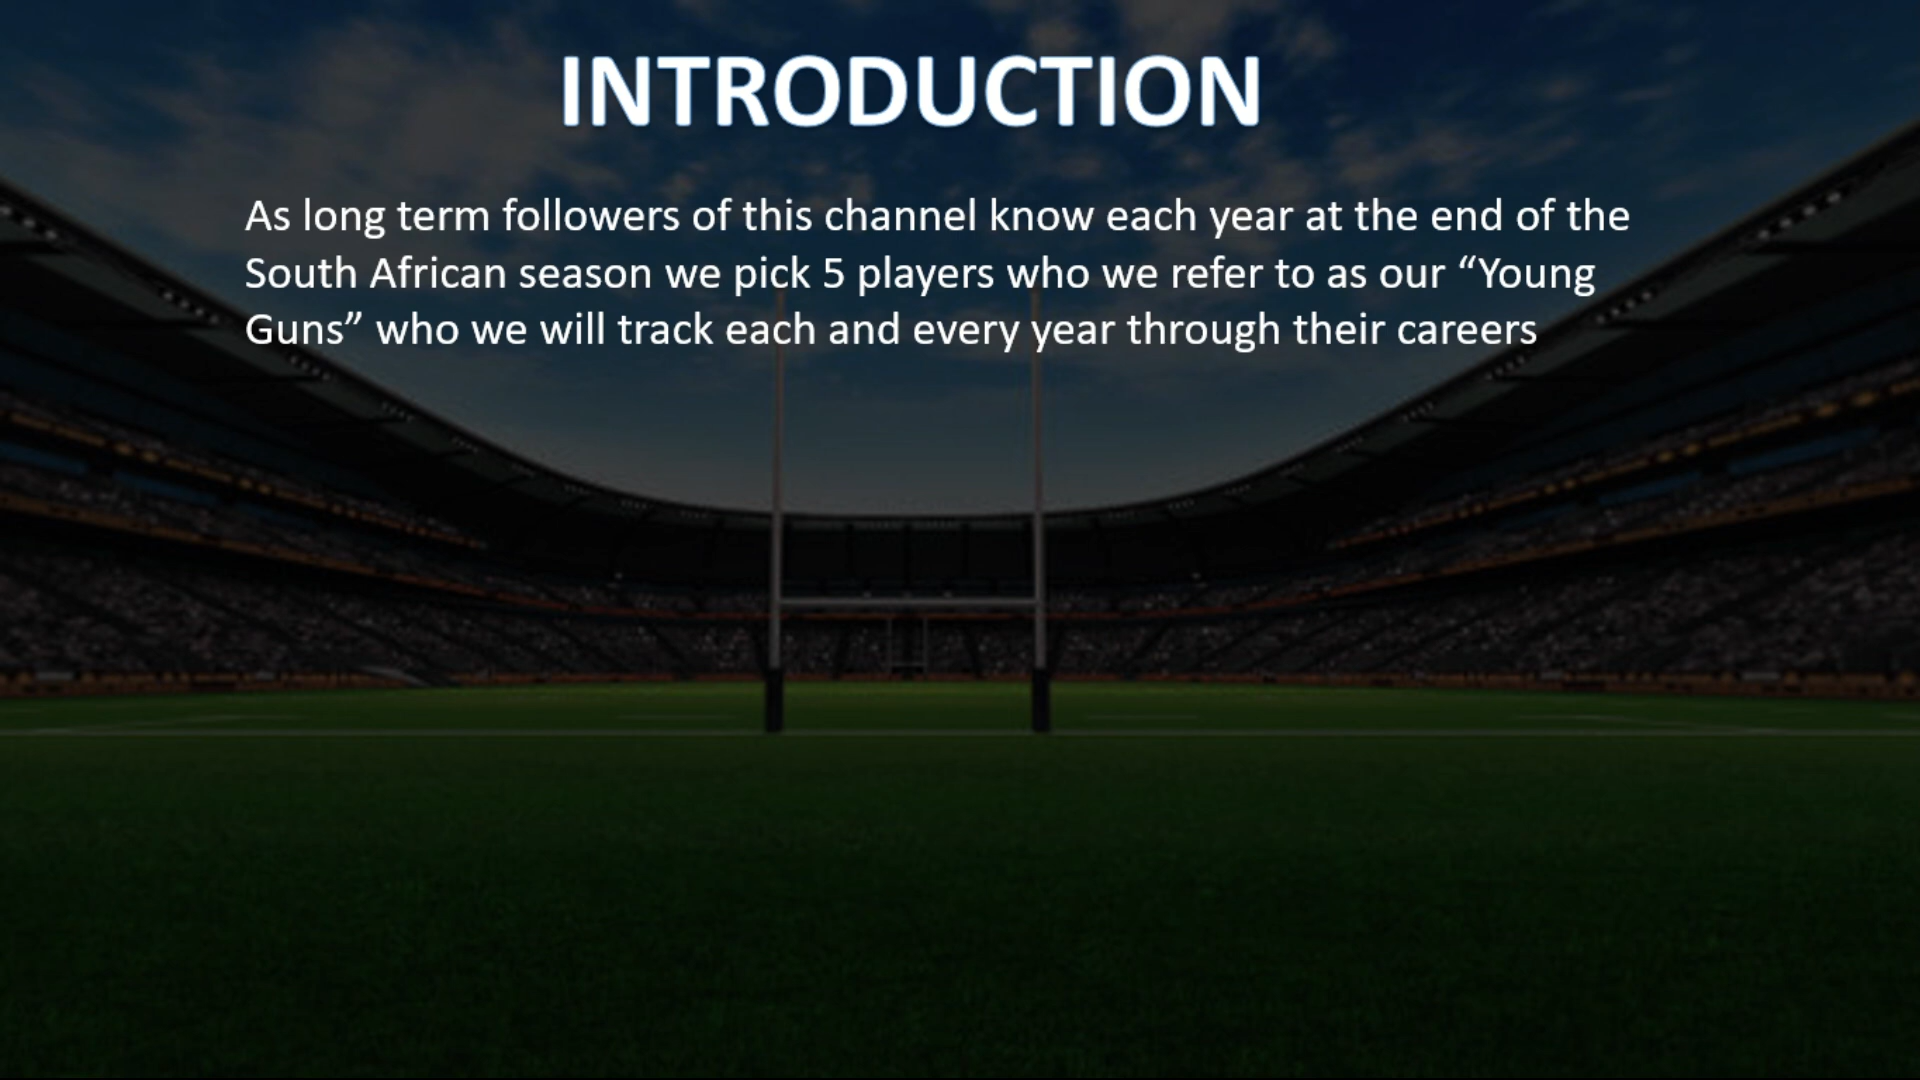 INTRODUCTION
As long term followers of this channel know each year at the end of the
South African season we pick 5 players who we refer to as our “Young
Guns” who we will track each and every year through their careers